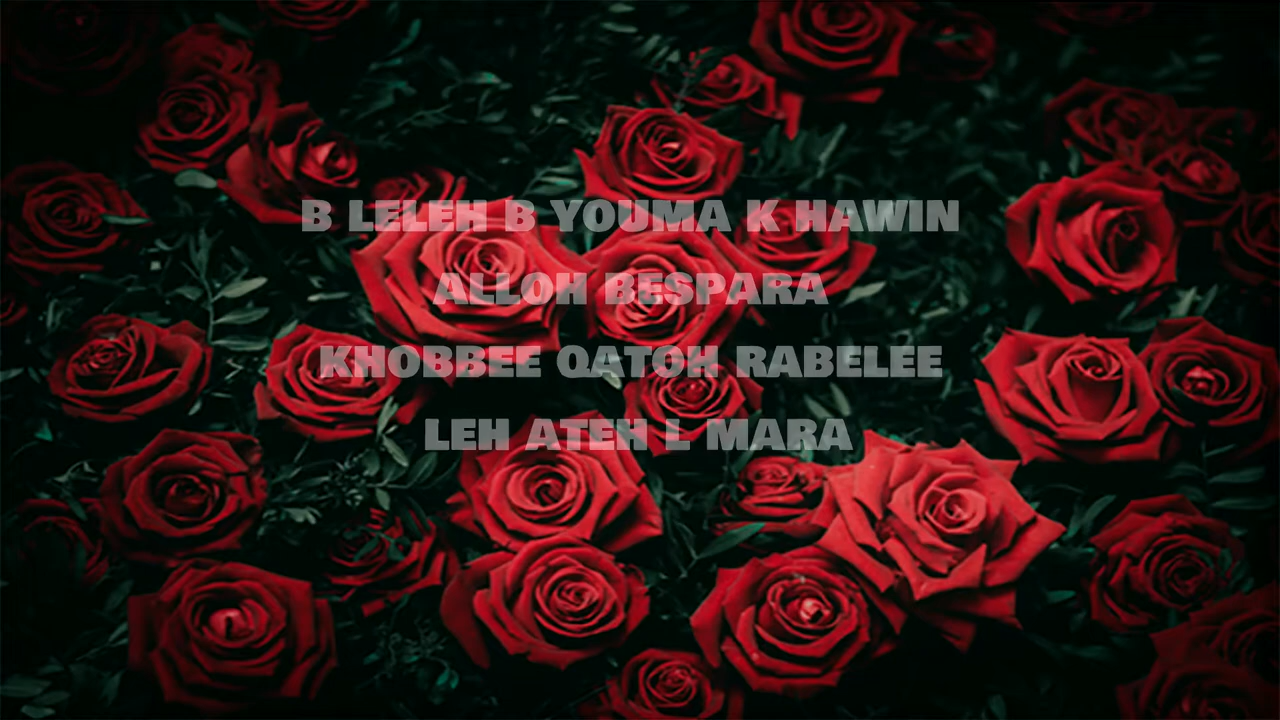 B LELEH B YOUMA K HAWIN
ALLOH BESPARA
KHOBBEE QATOH RABELEE
LEH ATEH L MARA